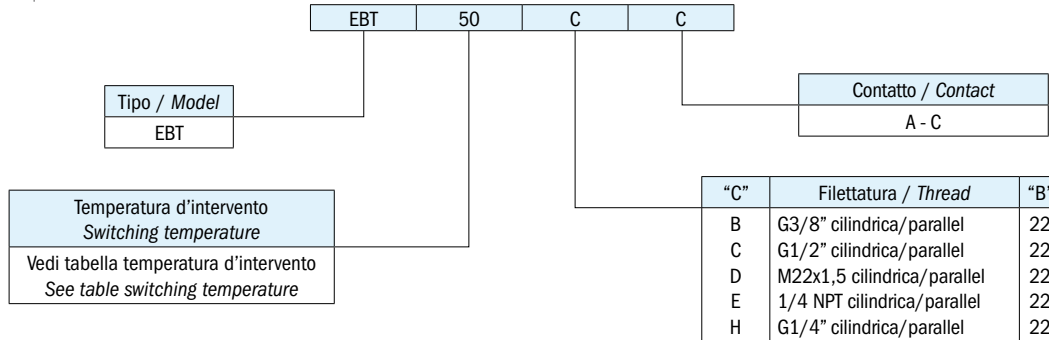 EBT 50 C C
Tipo / Model
EBT
Contatto / Contact
A - C
Temperatura d'intervento
Switching temperature
Vedi tabella temperatura d'intervento
See table switching temperature
“C” Filettatura / Thread “B”
B G3/8” cilindrica/parallel 22
C G1/2” cilindrica/parallel 22
D M22x1,5 cilindrica/parallel 22
E 1/4 NPT cilindrica/parallel 22
H G1/4” cilindrica/parallel 22